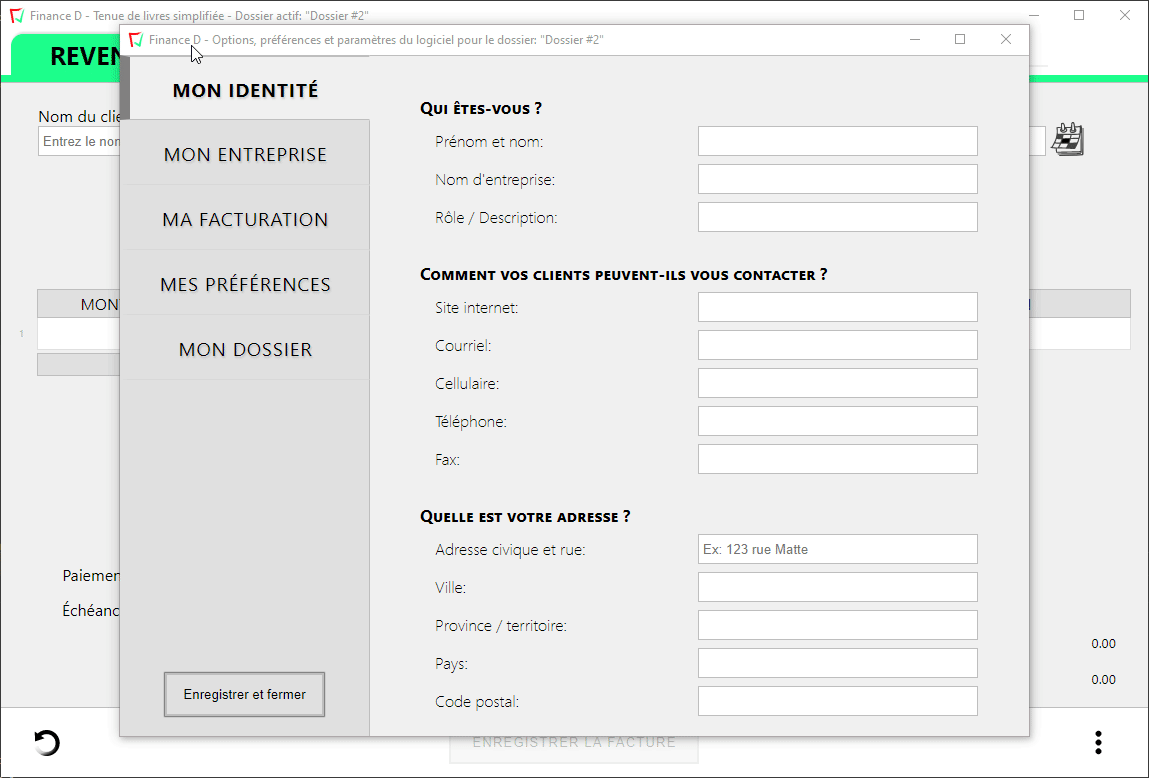 Finance D - Tenue de livres simplifiée - Dossier actif: "Dossier #2"
Finance D - Options, préférences et paramètres du logiciel pour le dossier: "Dossier #2"
REVEN
Nom du clie
Entrez le nom
MON
1
Paiemen
Échéanc
MON IDENTITÉ
MON ENTREPRISE
MA FACTURATION
MES PRÉFÉRENCES
MON DOSSIER
Enregistrer et fermer
Qui êtes-vous ?
Prénom et nom:
Nom d'entreprise:
Rôle / Description:
Comment vos clients peuvent-ils vous contacter ?
Site internet:
Courriel:
Cellulaire:
Téléphone:
Fax:
Quelle est votre adresse ?
Adresse civique et rue:
Ex: 123 rue Matte
Ville:
Province / territoire:
Pays:
Code postal:
0.00
0.00
ENREGISTRER LA FACTURE